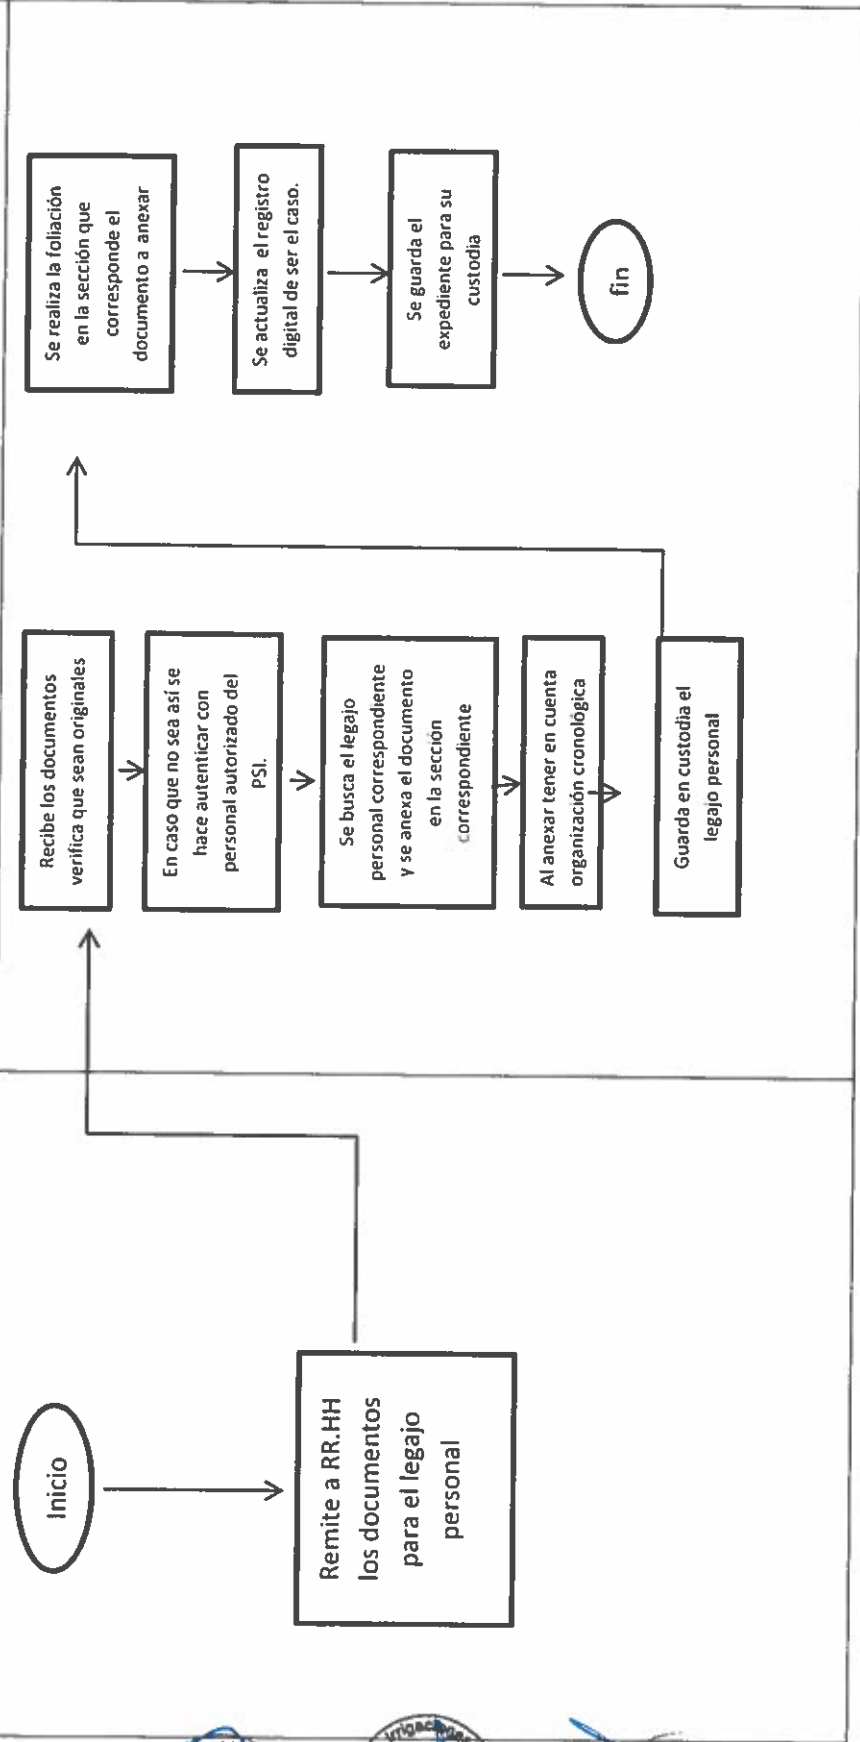 Inicio
Remite a RR.HH
los documentos
para el legajo
personal
Recibe los documentos
verifica que sean originales
En caso que no sea así se
hace autenticar con
personal autorizado del
PSI.
Se busca el legajo
personal correspondiente
y se anexa el documento
en la sección
correspondiente
Al anexar tener en cuenta
organización cronológica
Guarda en custodia el
legajo personal
Se realiza la foliación
en la sección que
corresponde el
documento a anexar
Se actualiza el registro
digital de ser el caso.
Se guarda el
expediente para su
custodia
fin